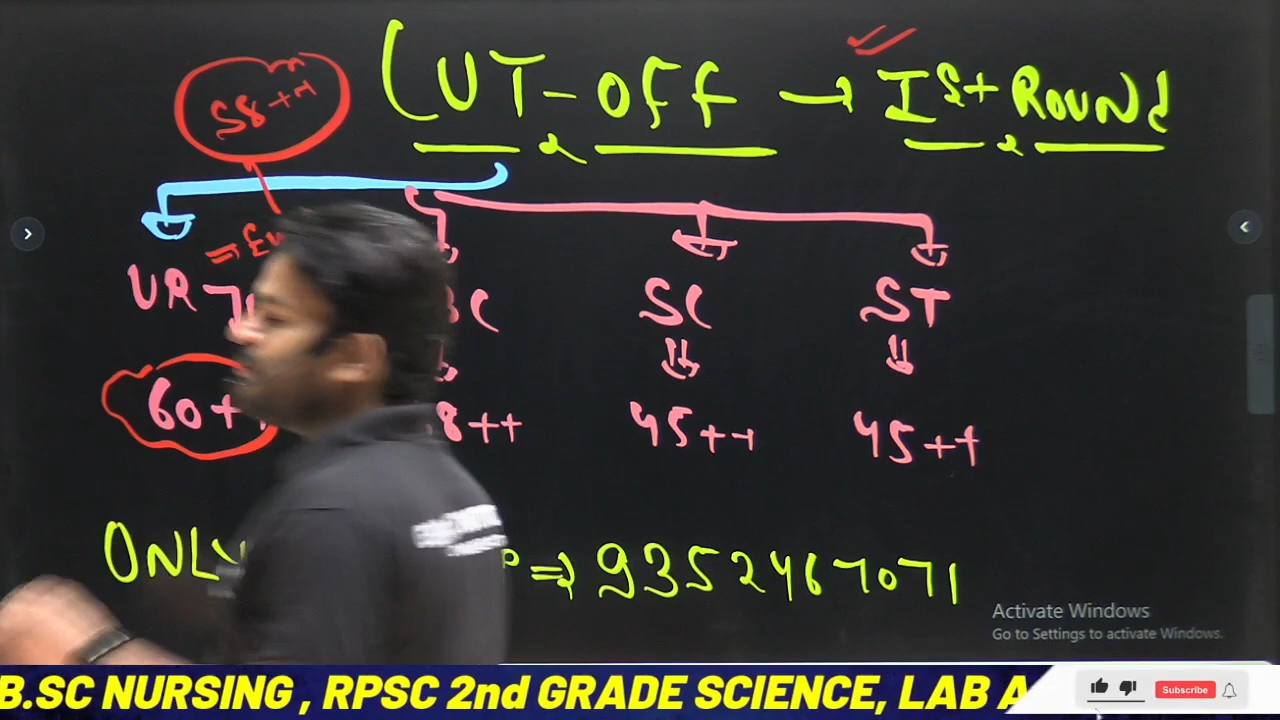 CUT-OFF → Ist ROUND
58++
UR SC ST
60+ 8++ 45++ 45++
ONLY ⇒ 9352467071
Activate Windows
Go to Settings to activate Windows.
B.SC NURSING , RPSC 2nd GRADE SCIENCE, LAB A
Subscribe